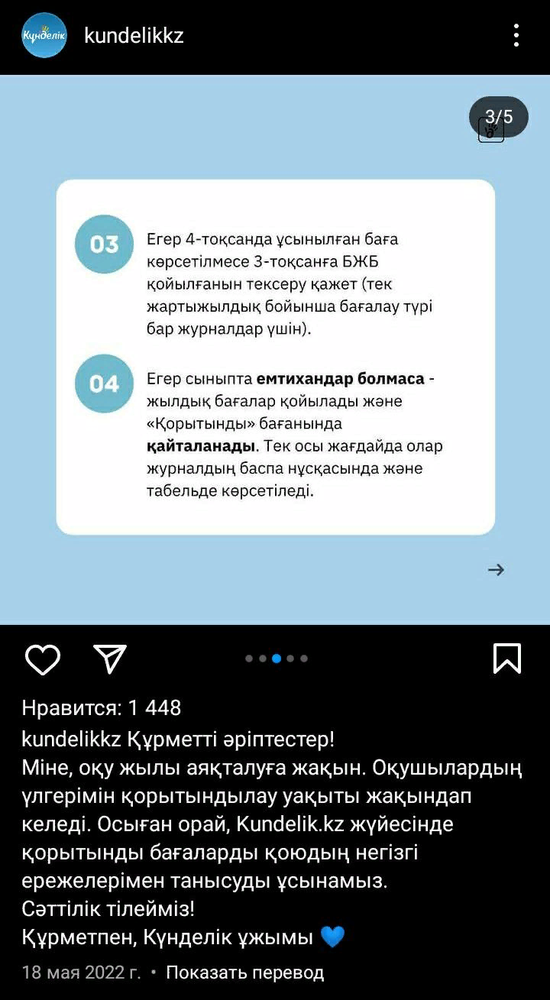 Күнделік
kundelikkz
3/5
03
Егер 4-тоқсанда ұсынылған баға
көрсетілмесе 3-тоқсанға БЖБ
қойылғанын тексеру қажет (тек
жартыжылдық бойынша бағалау түрі
бар журналдар үшін).
04
Егер сыныпта емтихандар болмаса -
жылдық бағалар қойылады және
«Қорытынды» бағанында
қайталанады. Тек осы жағдайда олар
журналдың баспа нұсқасында және
табельде көрсетіледі.
Нравится: 1 448
kundelikkz Құрметті әріптестер!
Міне, оқу жылы аяқталуға жақын. Оқушылардың
үлгерімін қорытындылау уақыты жақындап
келеді. Осыған орай, Kundelik.kz жүйесінде
қорытынды бағаларды қоюдың негізгі
ережелерімен танысуды ұсынамыз.
Сәттілік тілейміз!
Құрметпен, Күнделік ұжымы 💙
18 мая 2022 г. • Показать перевод